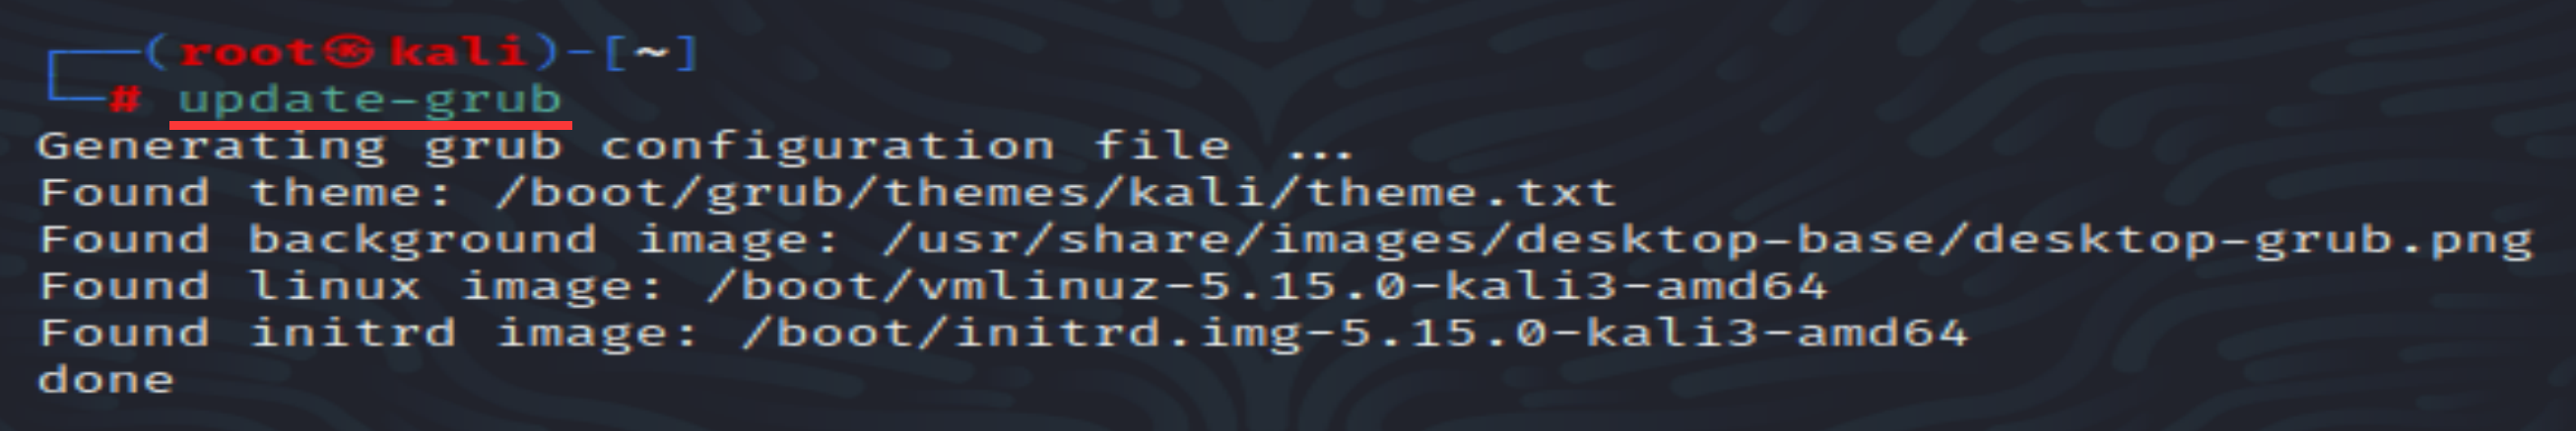 ┌──(root㉿kali)-[~]
└─# update-grub
Generating grub configuration file ...
Found theme: /boot/grub/themes/kali/theme.txt
Found background image: /usr/share/images/desktop-base/desktop-grub.png
Found linux image: /boot/vmlinuz-5.15.0-kali3-amd64
Found initrd image: /boot/initrd.img-5.15.0-kali3-amd64
done